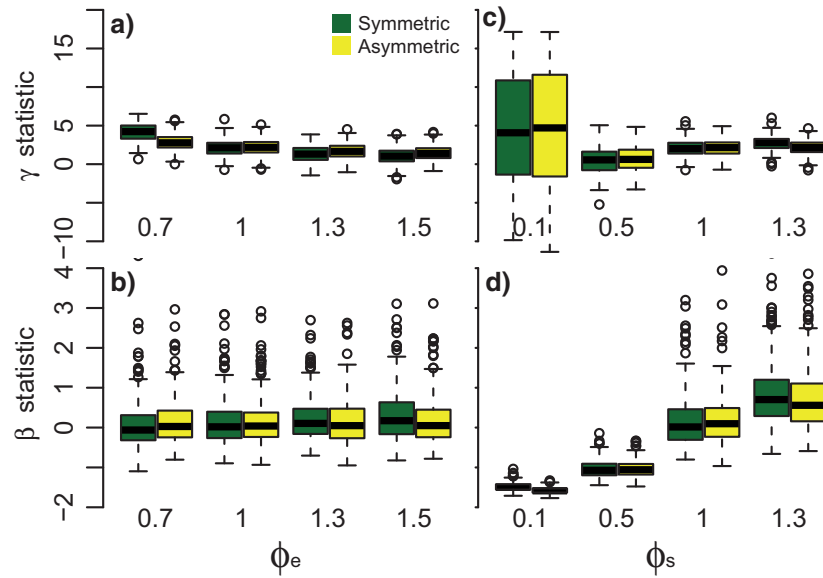 a)
Symmetric
Asymmetric
c)
γ statistic
15
5
0
−10
0.7 1 1.3 1.5
0.1 0.5 1 1.3
b)
d)
β statistic
4
3
2
1
0
−2
0.7 1 1.3 1.5
0.1 0.5 1 1.3
ϕe
ϕs